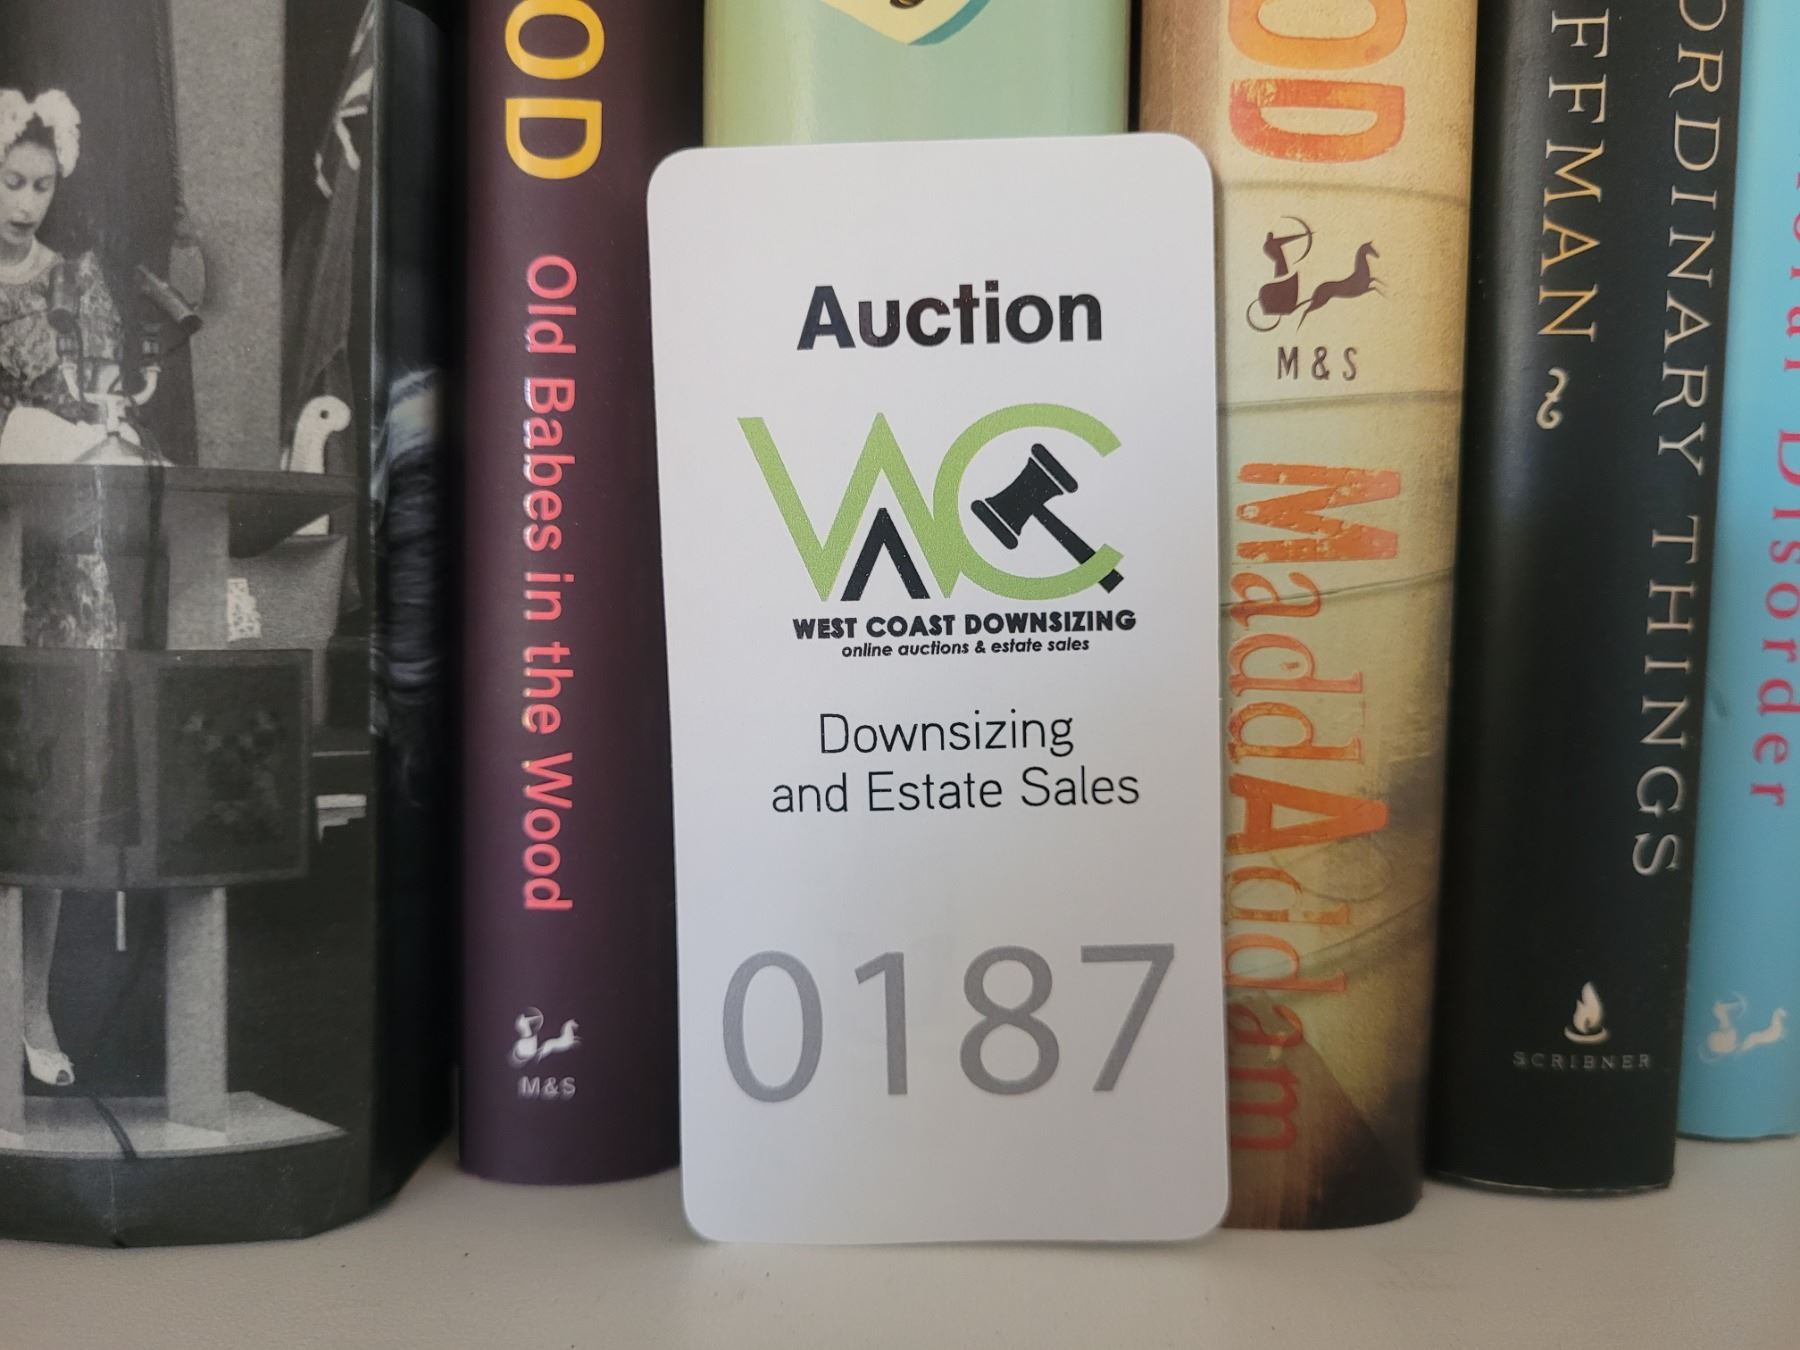 OD
Old Babes in the Wood
M&S
Auction
WC
WEST COAST DOWNSIZING
online auctions & estate sales
Downsizing
and Estate Sales
0187
OD
M & S
MaddAddam
FFMAN
ORDINARY THINGS
SCRIBNER
Disorder